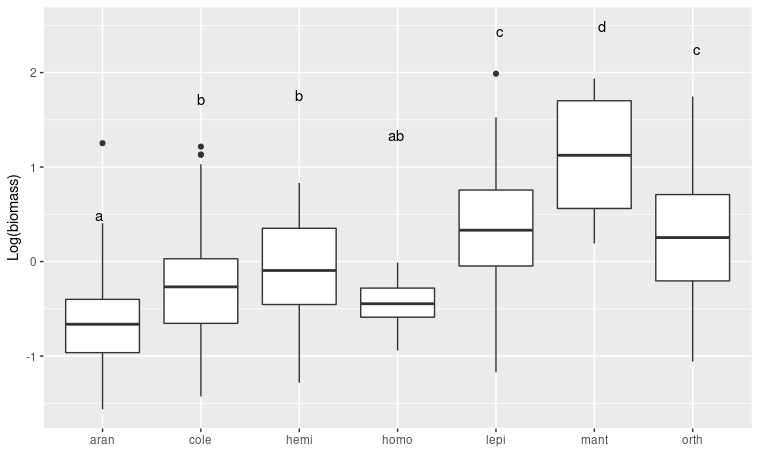 c
d
c
b
b
ab
a
2
1
0
-1
Log(biomass)
aran cole hemi homo lepi mant orth